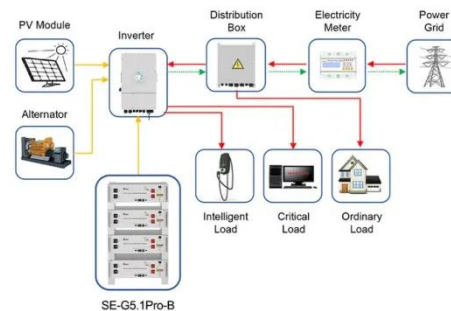 PV Module
Inverter
Distribution
Box
Electricity
Meter
Power
Grid
Alternator
Intelligent
Load
Critical
Load
Ordinary
Load
SE-G5.1Pro-B